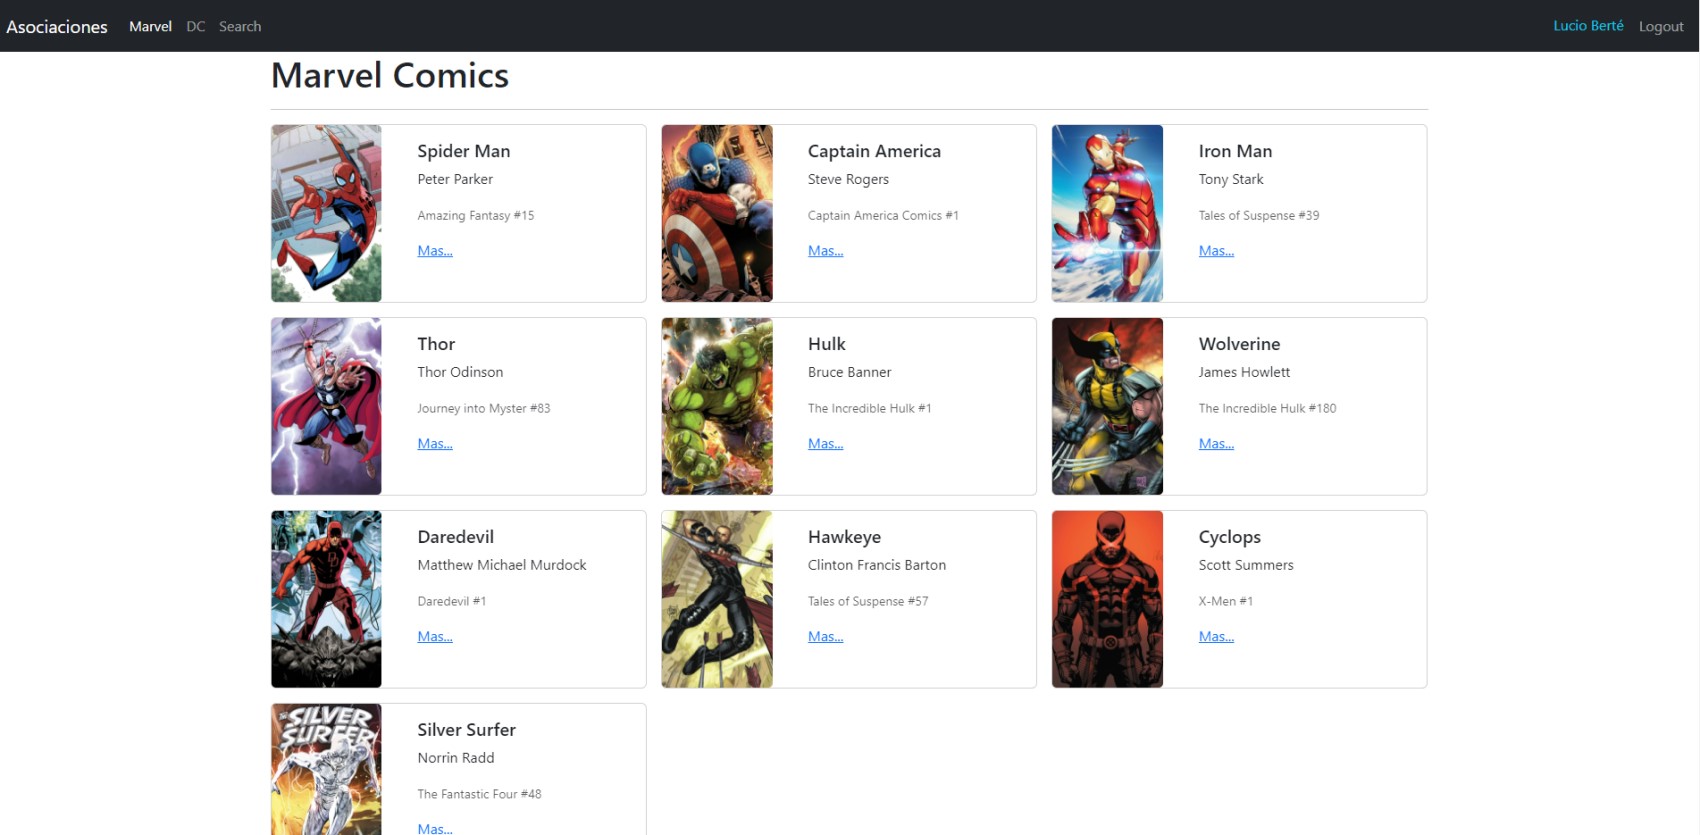 Asociaciones Marvel DC Search Lucio Berté Logout
Marvel Comics
Spider Man
Peter Parker
Amazing Fantasy #15
Mas...
Captain America
Steve Rogers
Captain America Comics #1
Mas...
Iron Man
Tony Stark
Tales of Suspense #39
Mas...
Thor
Thor Odinson
Journey into Myster #83
Mas...
Hulk
Bruce Banner
The Incredible Hulk #1
Mas...
Wolverine
James Howlett
The Incredible Hulk #180
Mas...
Daredevil
Matthew Michael Murdock
Daredevil #1
Mas...
Hawkeye
Clinton Francis Barton
Tales of Suspense #57
Mas...
Cyclops
Scott Summers
X-Men #1
Mas...
SILVER
SURFER
Silver Surfer
Norrin Radd
The Fantastic Four #48
Mas...